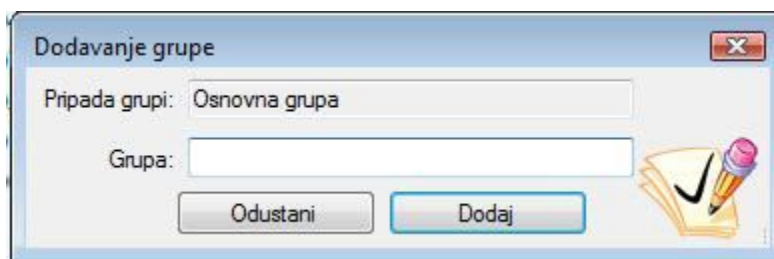 Dodavanje grupe
Pripada grupi: Osnovna grupa
Grupa:
Odustani Dodaj